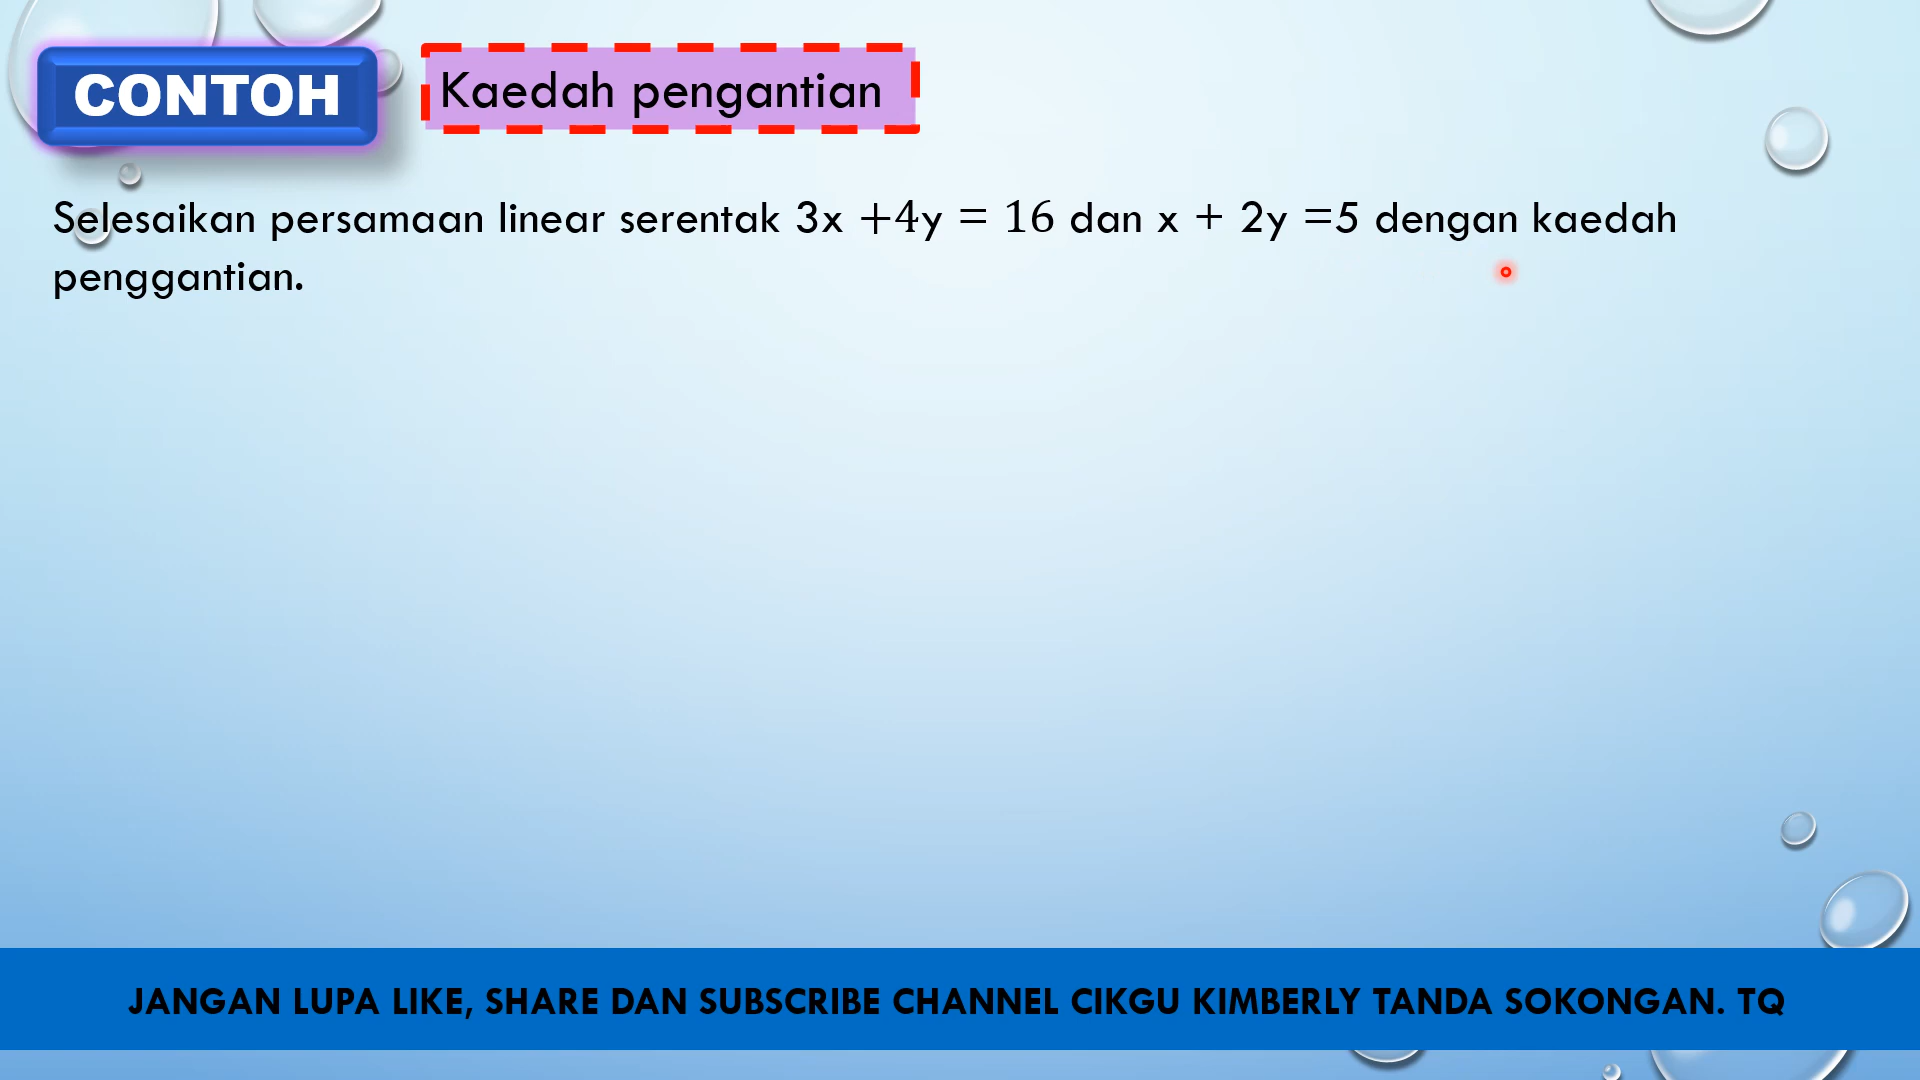 CONTOH
Kaedah pengantian
Selesaikan persamaan linear serentak 3x +4y = 16 dan x + 2y =5 dengan kaedah
penggantian.
JANGAN LUPA LIKE, SHARE DAN SUBSCRIBE CHANNEL CIKGU KIMBERLY TANDA SOKONGAN. TQ